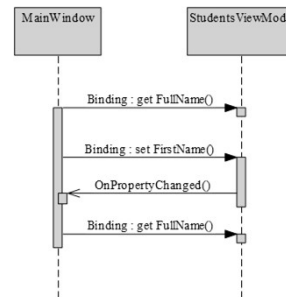 MainWindow
StudentsViewMod
Binding : get FullName()
Binding : set FirstName()
OnPropertyChanged()
Binding : get FullName()